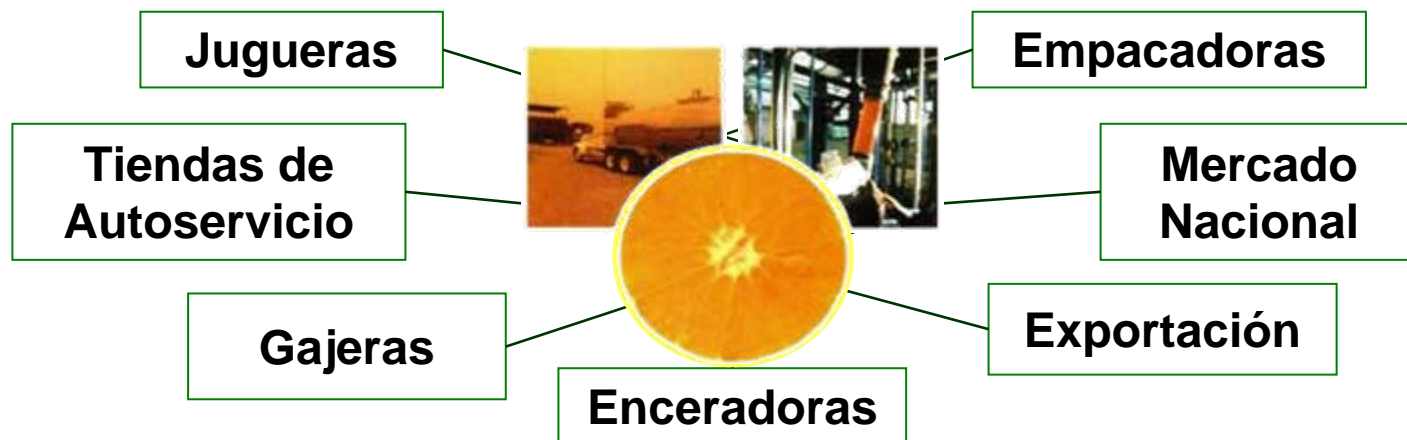 Jugueras
Empacadoras
Tiendas de
Autoservicio
Mercado
Nacional
Gajeras
Exportación
Enceradoras